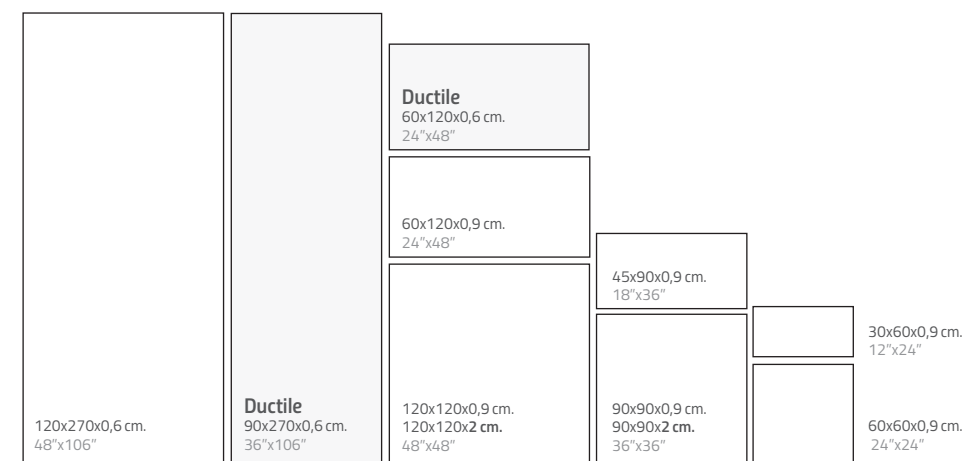 120x270x0,6 cm.
48”x106”
Ductile
90x270x0,6 cm.
36”x106”
Ductile
60x120x0,6 cm.
24”x48”
60x120x0,9 cm.
24”x48”
120x120x0,9 cm.
120x120x2 cm.
48”x48”
45x90x0,9 cm.
18”x36”
90x90x0,9 cm.
90x90x2 cm.
36”x36”
30x60x0,9 cm.
12”x24”
60x60x0,9 cm.
24”x24”